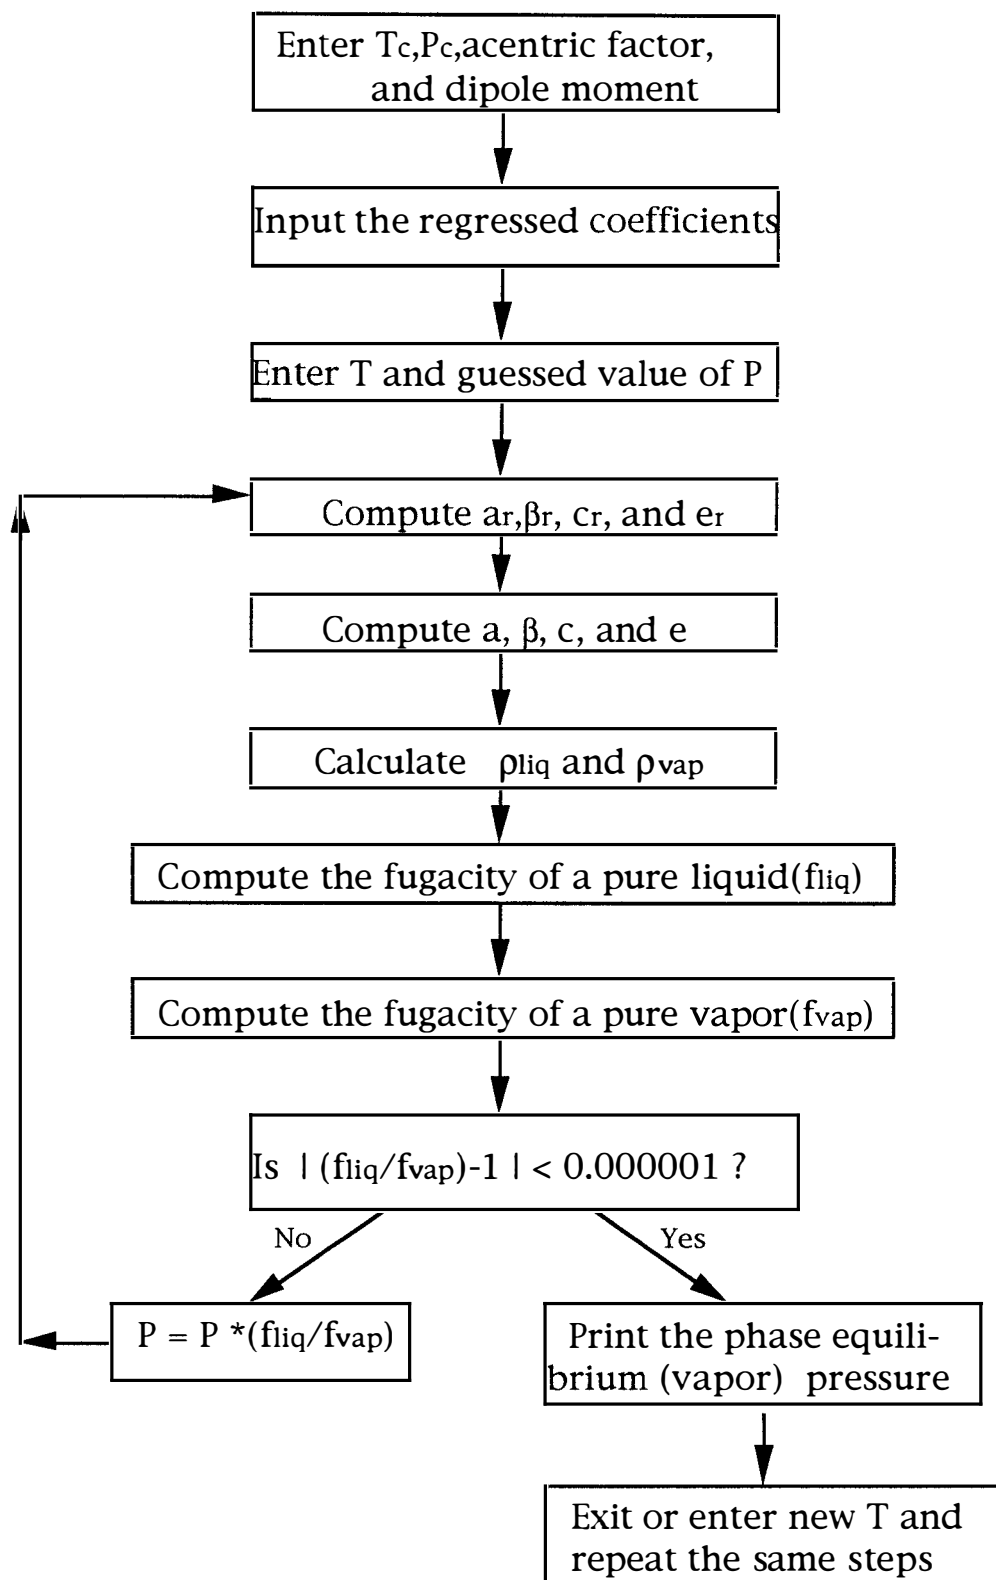 Enter Tc,Pc,acentric factor,
and dipole moment
Input the regressed coefficients
Enter T and guessed value of P
Compute ar,βr, cr, and er
Compute a, β, c, and e
Calculate ρliq and ρvap
Compute the fugacity of a pure liquid(fliq)
Compute the fugacity of a pure vapor(fvap)
Is | (fliq/fvap)-1 | < 0.000001 ?
No
Yes
P = P *(fliq/fvap)
Print the phase equili-
brium (vapor) pressure
Exit or enter new T and
repeat the same steps